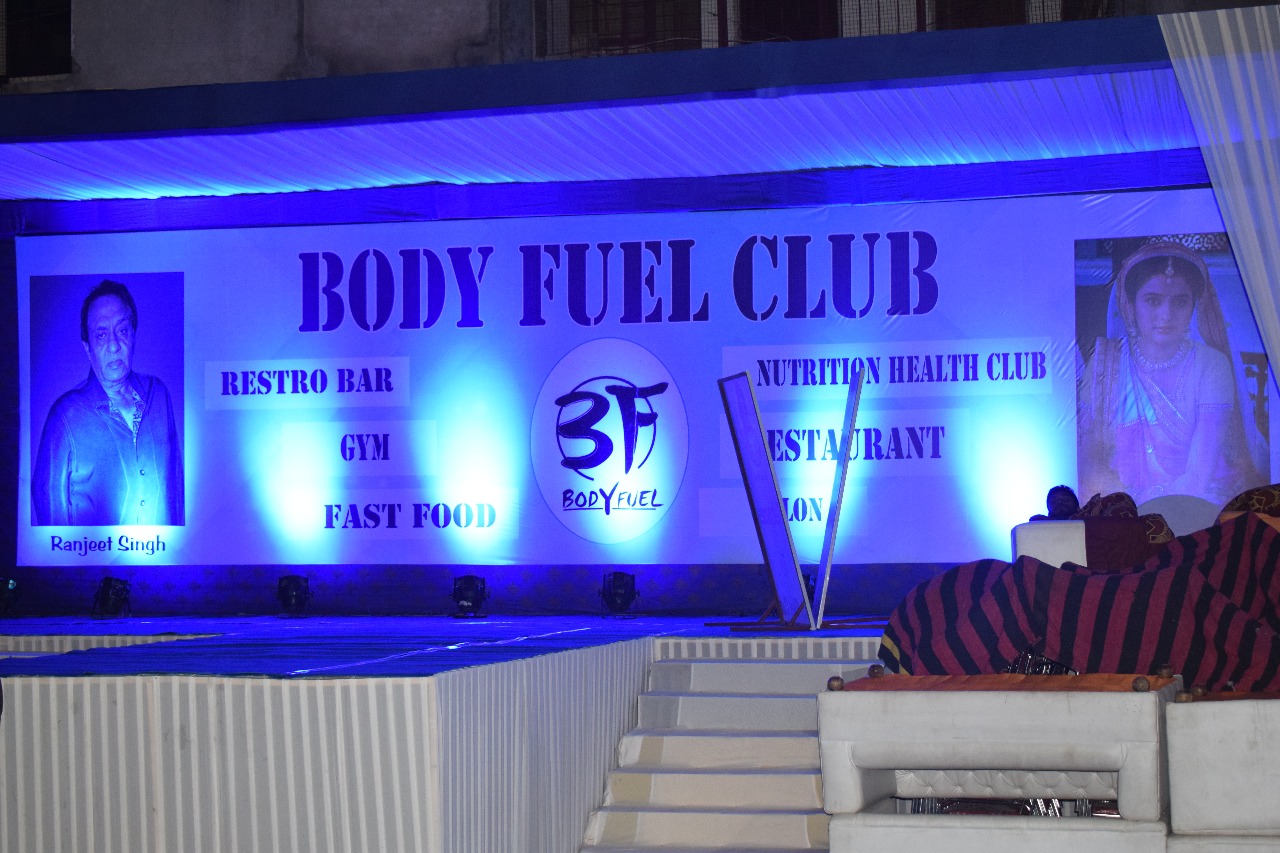 BODY FUEL CLUB
RESTRO BAR
GYM
FAST FOOD
Ranjeet Singh
BF
BODYFUEL
NUTRITION HEALTH CLUB
ESTAURANT
LON